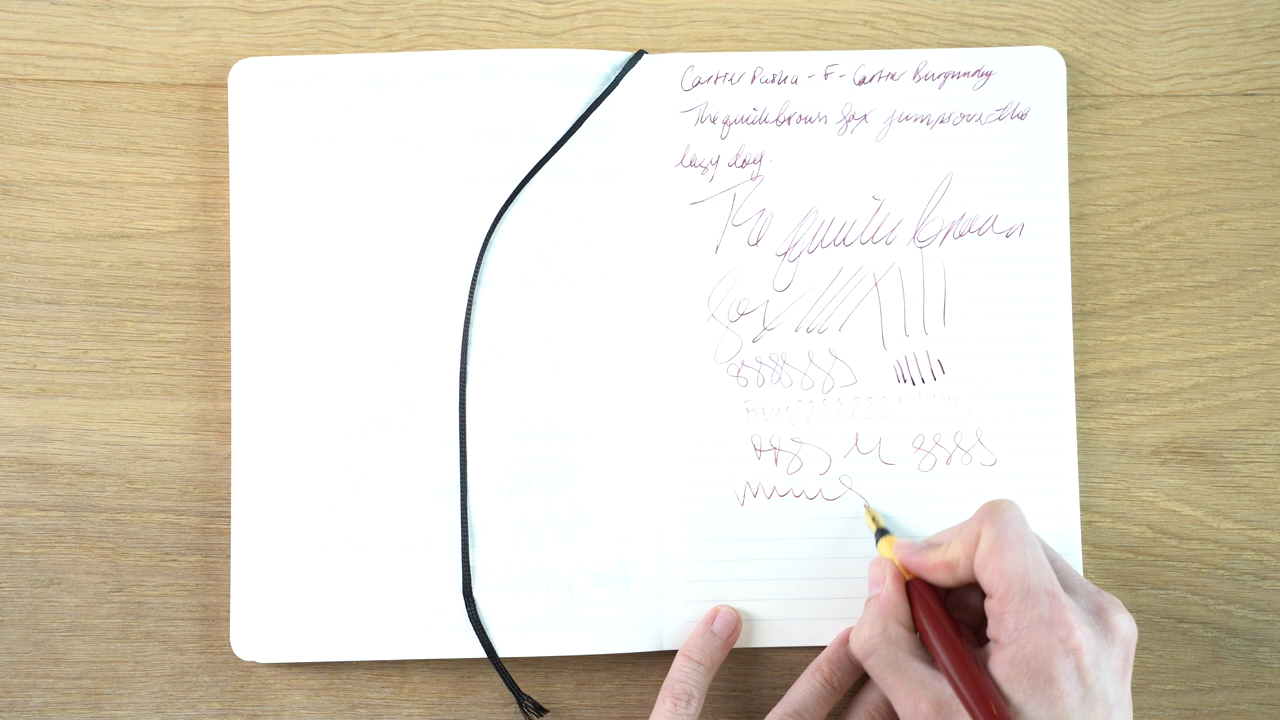 Cartier Pasha - F - Cartier Burgundy
The quick brown fox jumps over the
lazy dog.
The quick brown
fox